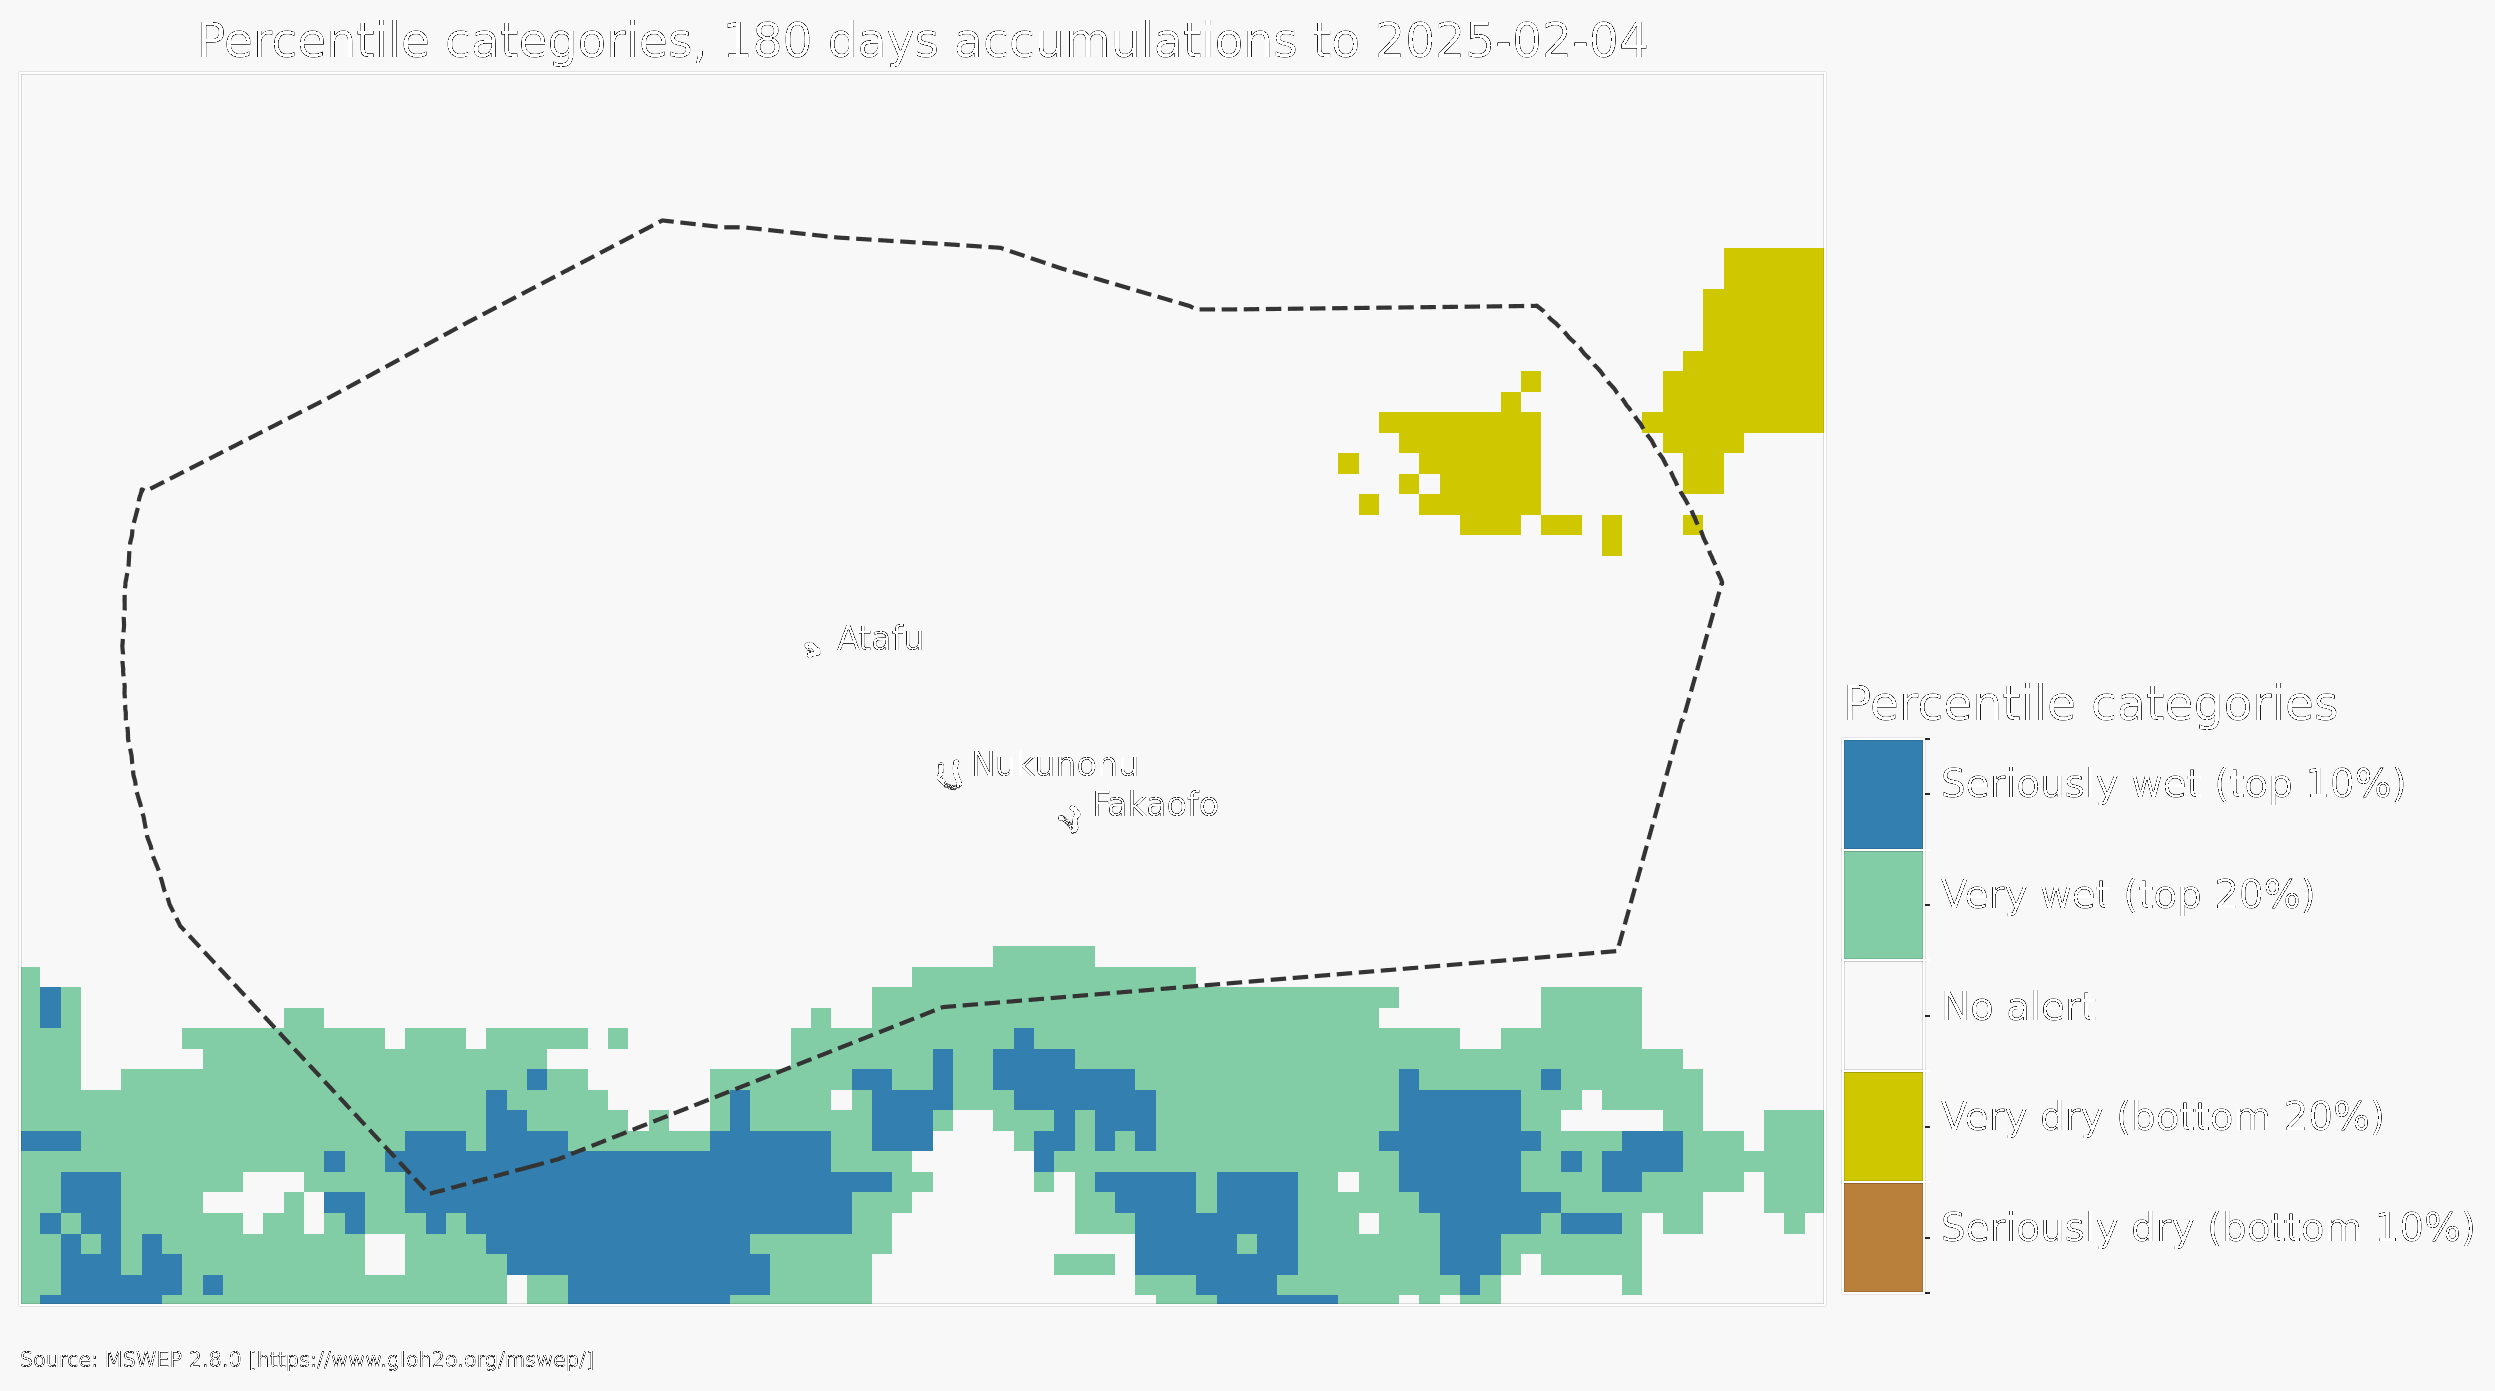 Percentile categories, 180 days accumulations to 2025-02-04
Atafu
Nukunonu
Fakaofo
Percentile categories
Seriously wet (top 10%)
Very wet (top 20%)
No alert
Very dry (bottom 20%)
Seriously dry (bottom 10%)
Source: MSWEP 2.8.0 [https://www.gloh2o.org/mswep/]